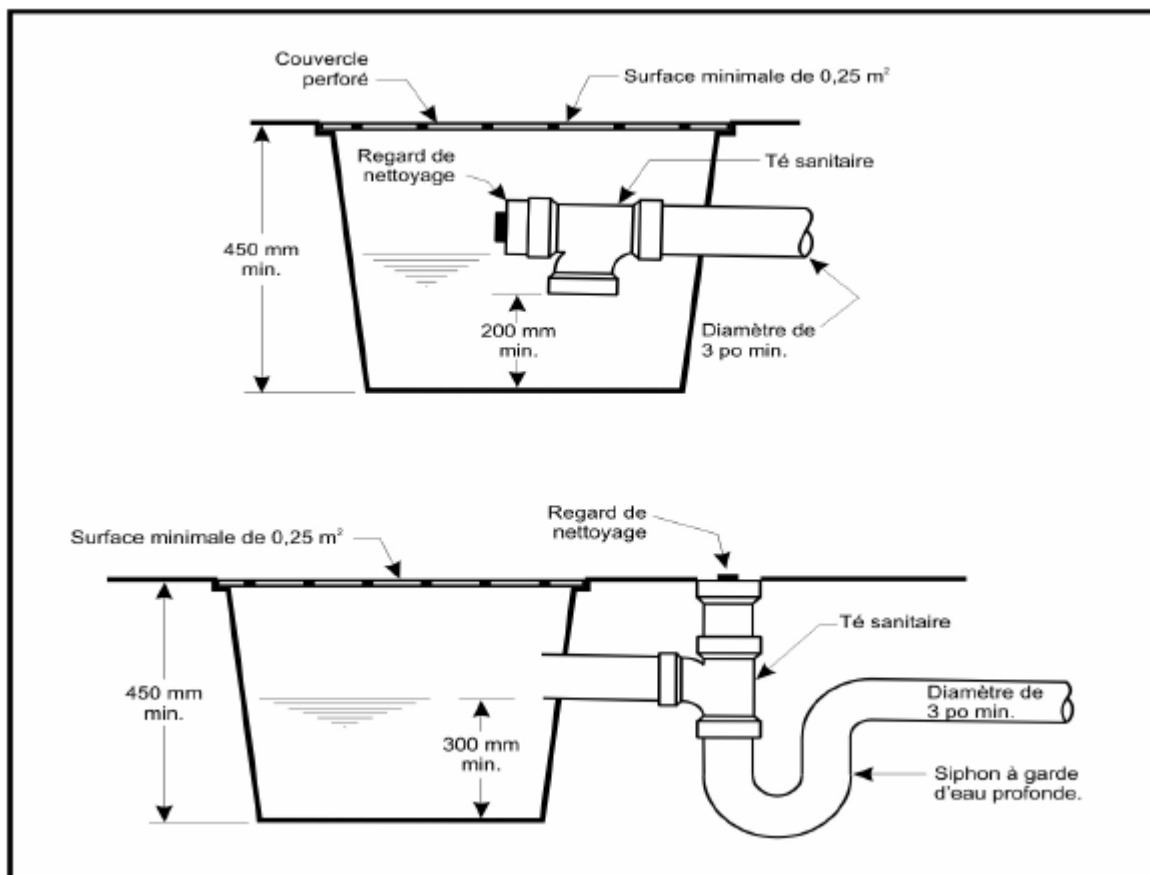 Couvercle
perforé
Surface minimale de 0,25 m²
Regard de
nettoyage
Té sanitaire
450 mm
min.
200 mm
min.
Diamètre de
3 po min.
Regard de
nettoyage
Surface minimale de 0,25 m²
Té sanitaire
450 mm
min.
300 mm
min.
Diamètre de
3 po min.
Siphon à garde
d'eau profonde.